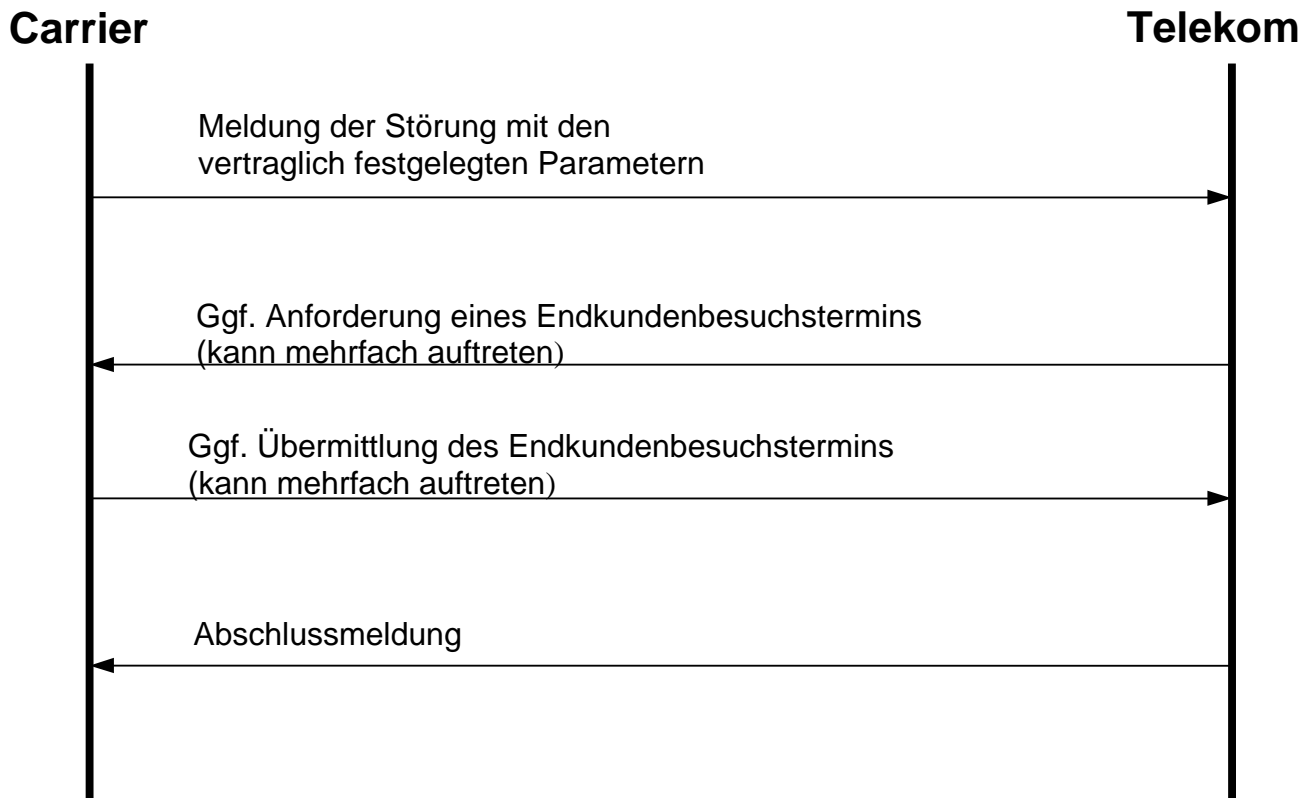 Carrier
Telekom
Meldung der Störung mit den
vertraglich festgelegten Parametern
Ggf. Anforderung eines Endkundenbesuchstermins
(kann mehrfach auftreten)
Ggf. Übermittlung des Endkundenbesuchstermins
(kann mehrfach auftreten)
Abschlussmeldung